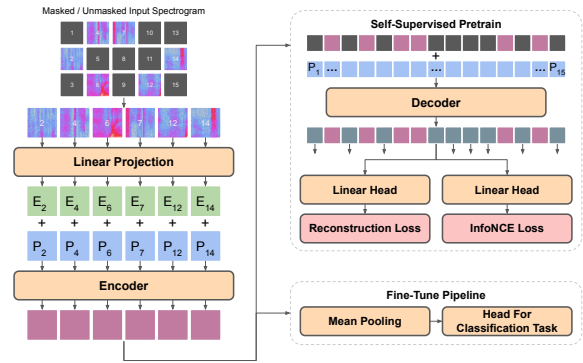 Masked / Unmasked Input Spectrogram
1 4 7 10 13
2 5 8 11 14
3 6 9 12 15
2 4 6 7 12 14
Linear Projection
E2 E4 E6 E7 E12 E14
+ + + + + +
P2 P4 P6 P7 P12 P14
Encoder
Self-Supervised Pretrain
+
P1 ... ... ... P15
Decoder
Linear Head Linear Head
Reconstruction Loss InfoNCE Loss
Fine-Tune Pipeline
Mean Pooling
Head For
Classification Task